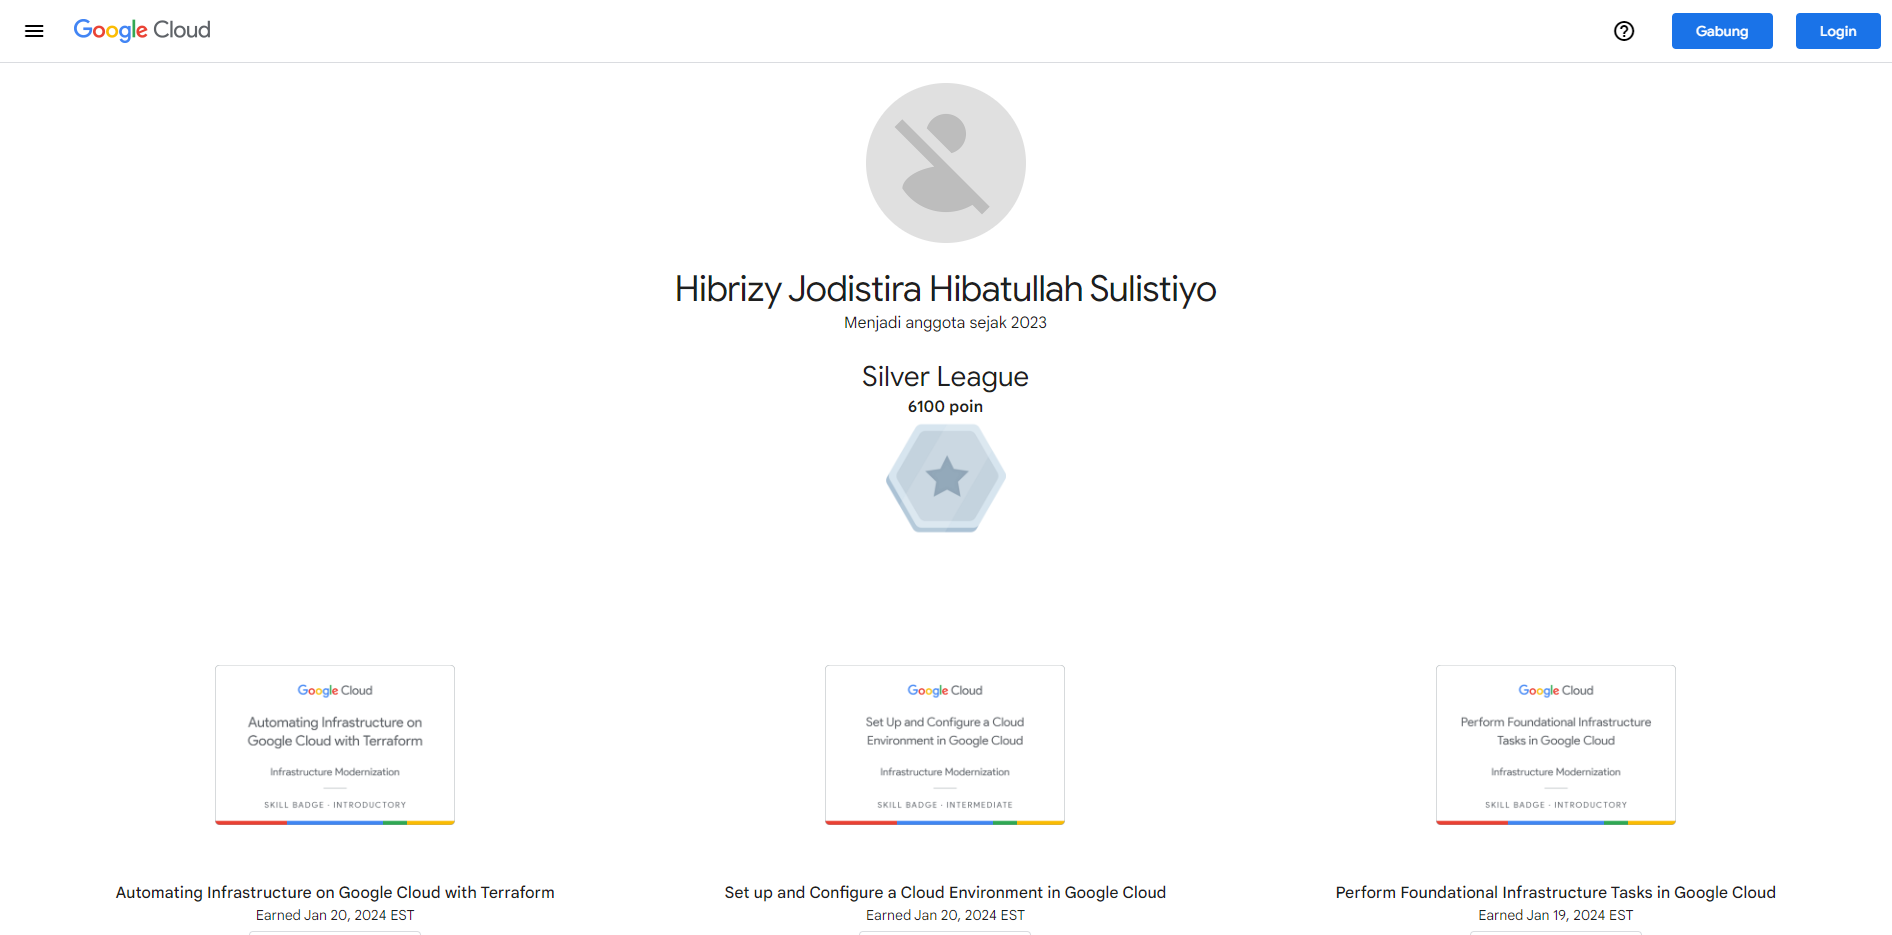 Google Cloud
Gabung
Login
Hibrizy Jodistira Hibatullah Sulistiyo
Menjadi anggota sejak 2023
Silver League
6100 poin
Google Cloud
Automating Infrastructure on
Google Cloud with Terraform
Infrastructure Modernization
SKILL BADGE · INTRODUCTORY
Automating Infrastructure on Google Cloud with Terraform
Earned Jan 20, 2024 EST
Google Cloud
Set Up and Configure a Cloud
Environment in Google Cloud
Infrastructure Modernization
SKILL BADGE · INTERMEDIATE
Set up and Configure a Cloud Environment in Google Cloud
Earned Jan 20, 2024 EST
Google Cloud
Perform Foundational Infrastructure
Tasks in Google Cloud
Infrastructure Modernization
SKILL BADGE · INTRODUCTORY
Perform Foundational Infrastructure Tasks in Google Cloud
Earned Jan 19, 2024 EST